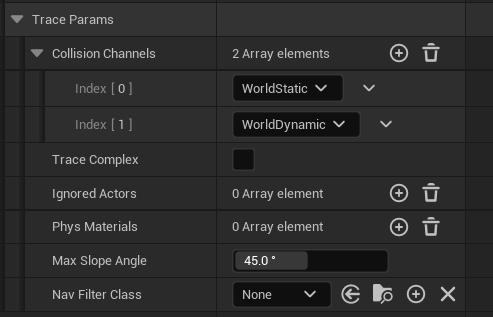 Trace Params
Collision Channels 2 Array elements
Index [ 0 ] WorldStatic
Index [ 1 ] WorldDynamic
Trace Complex
Ignored Actors 0 Array element
Phys Materials 0 Array element
Max Slope Angle 45.0 °
Nav Filter Class None